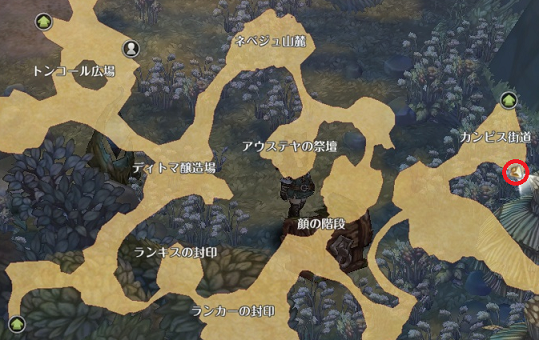 ネベジュ山麓
トンコール広場
カンビス街道
アウステヤの祭壇
ディトマ醸造場
顔の階段
ランキスの封印
ランカーの封印